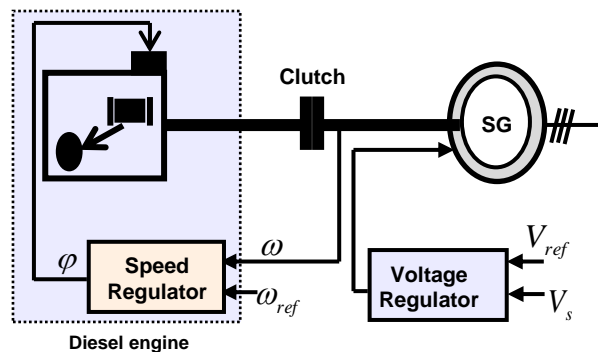 Clutch
SG
φ
Speed
Regulator
ω
ω_ref
Voltage
Regulator
V_ref
V_s
Diesel engine